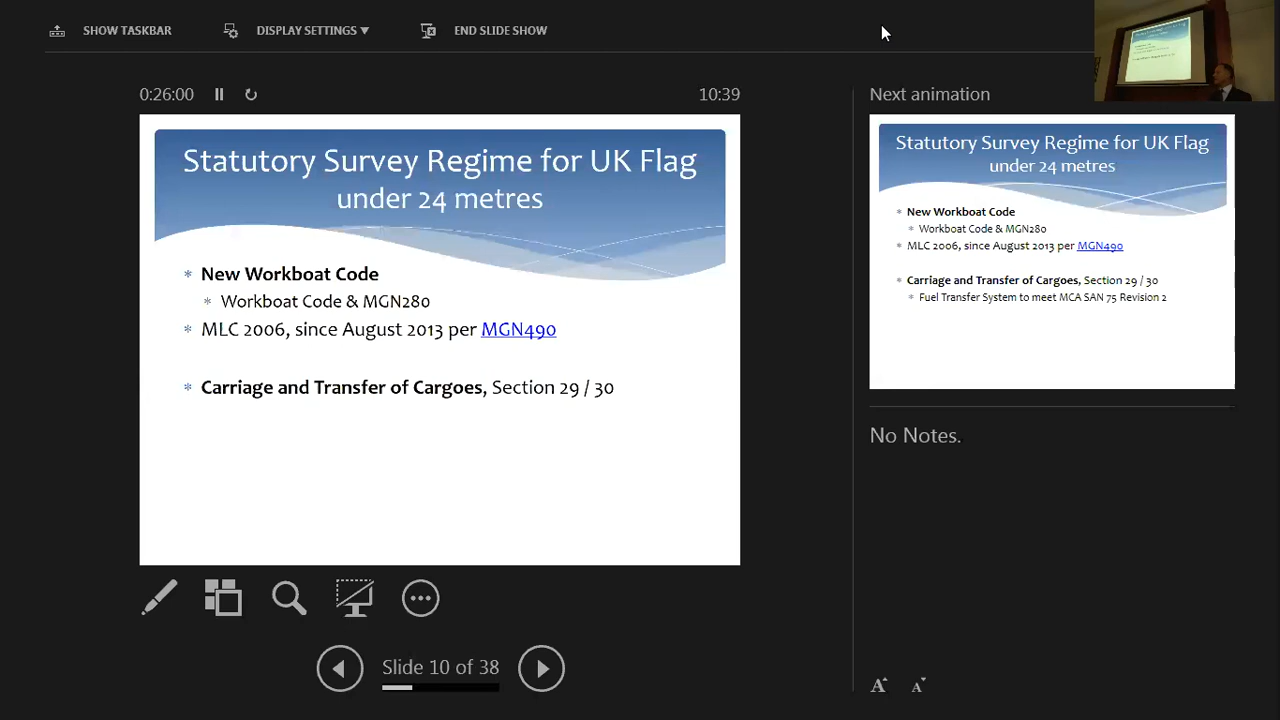 SHOW TASKBAR
DISPLAY SETTINGS ▼
END SLIDE SHOW
0:26:00
10:39
Statutory Survey Regime for UK Flag
under 24 metres
* New Workboat Code
* Workboat Code & MGN280
* MLC 2006, since August 2013 per MGN490
* Carriage and Transfer of Cargoes, Section 29 / 30
Slide 10 of 38
Next animation
Statutory Survey Regime for UK Flag
under 24 metres
* New Workboat Code
* Workboat Code & MGN280
* MLC 2006, since August 2013 per MGN490
* Carriage and Transfer of Cargoes, Section 29 / 30
* Fuel Transfer System to meet MCA SAN 75 Revision 2
No Notes.
A A